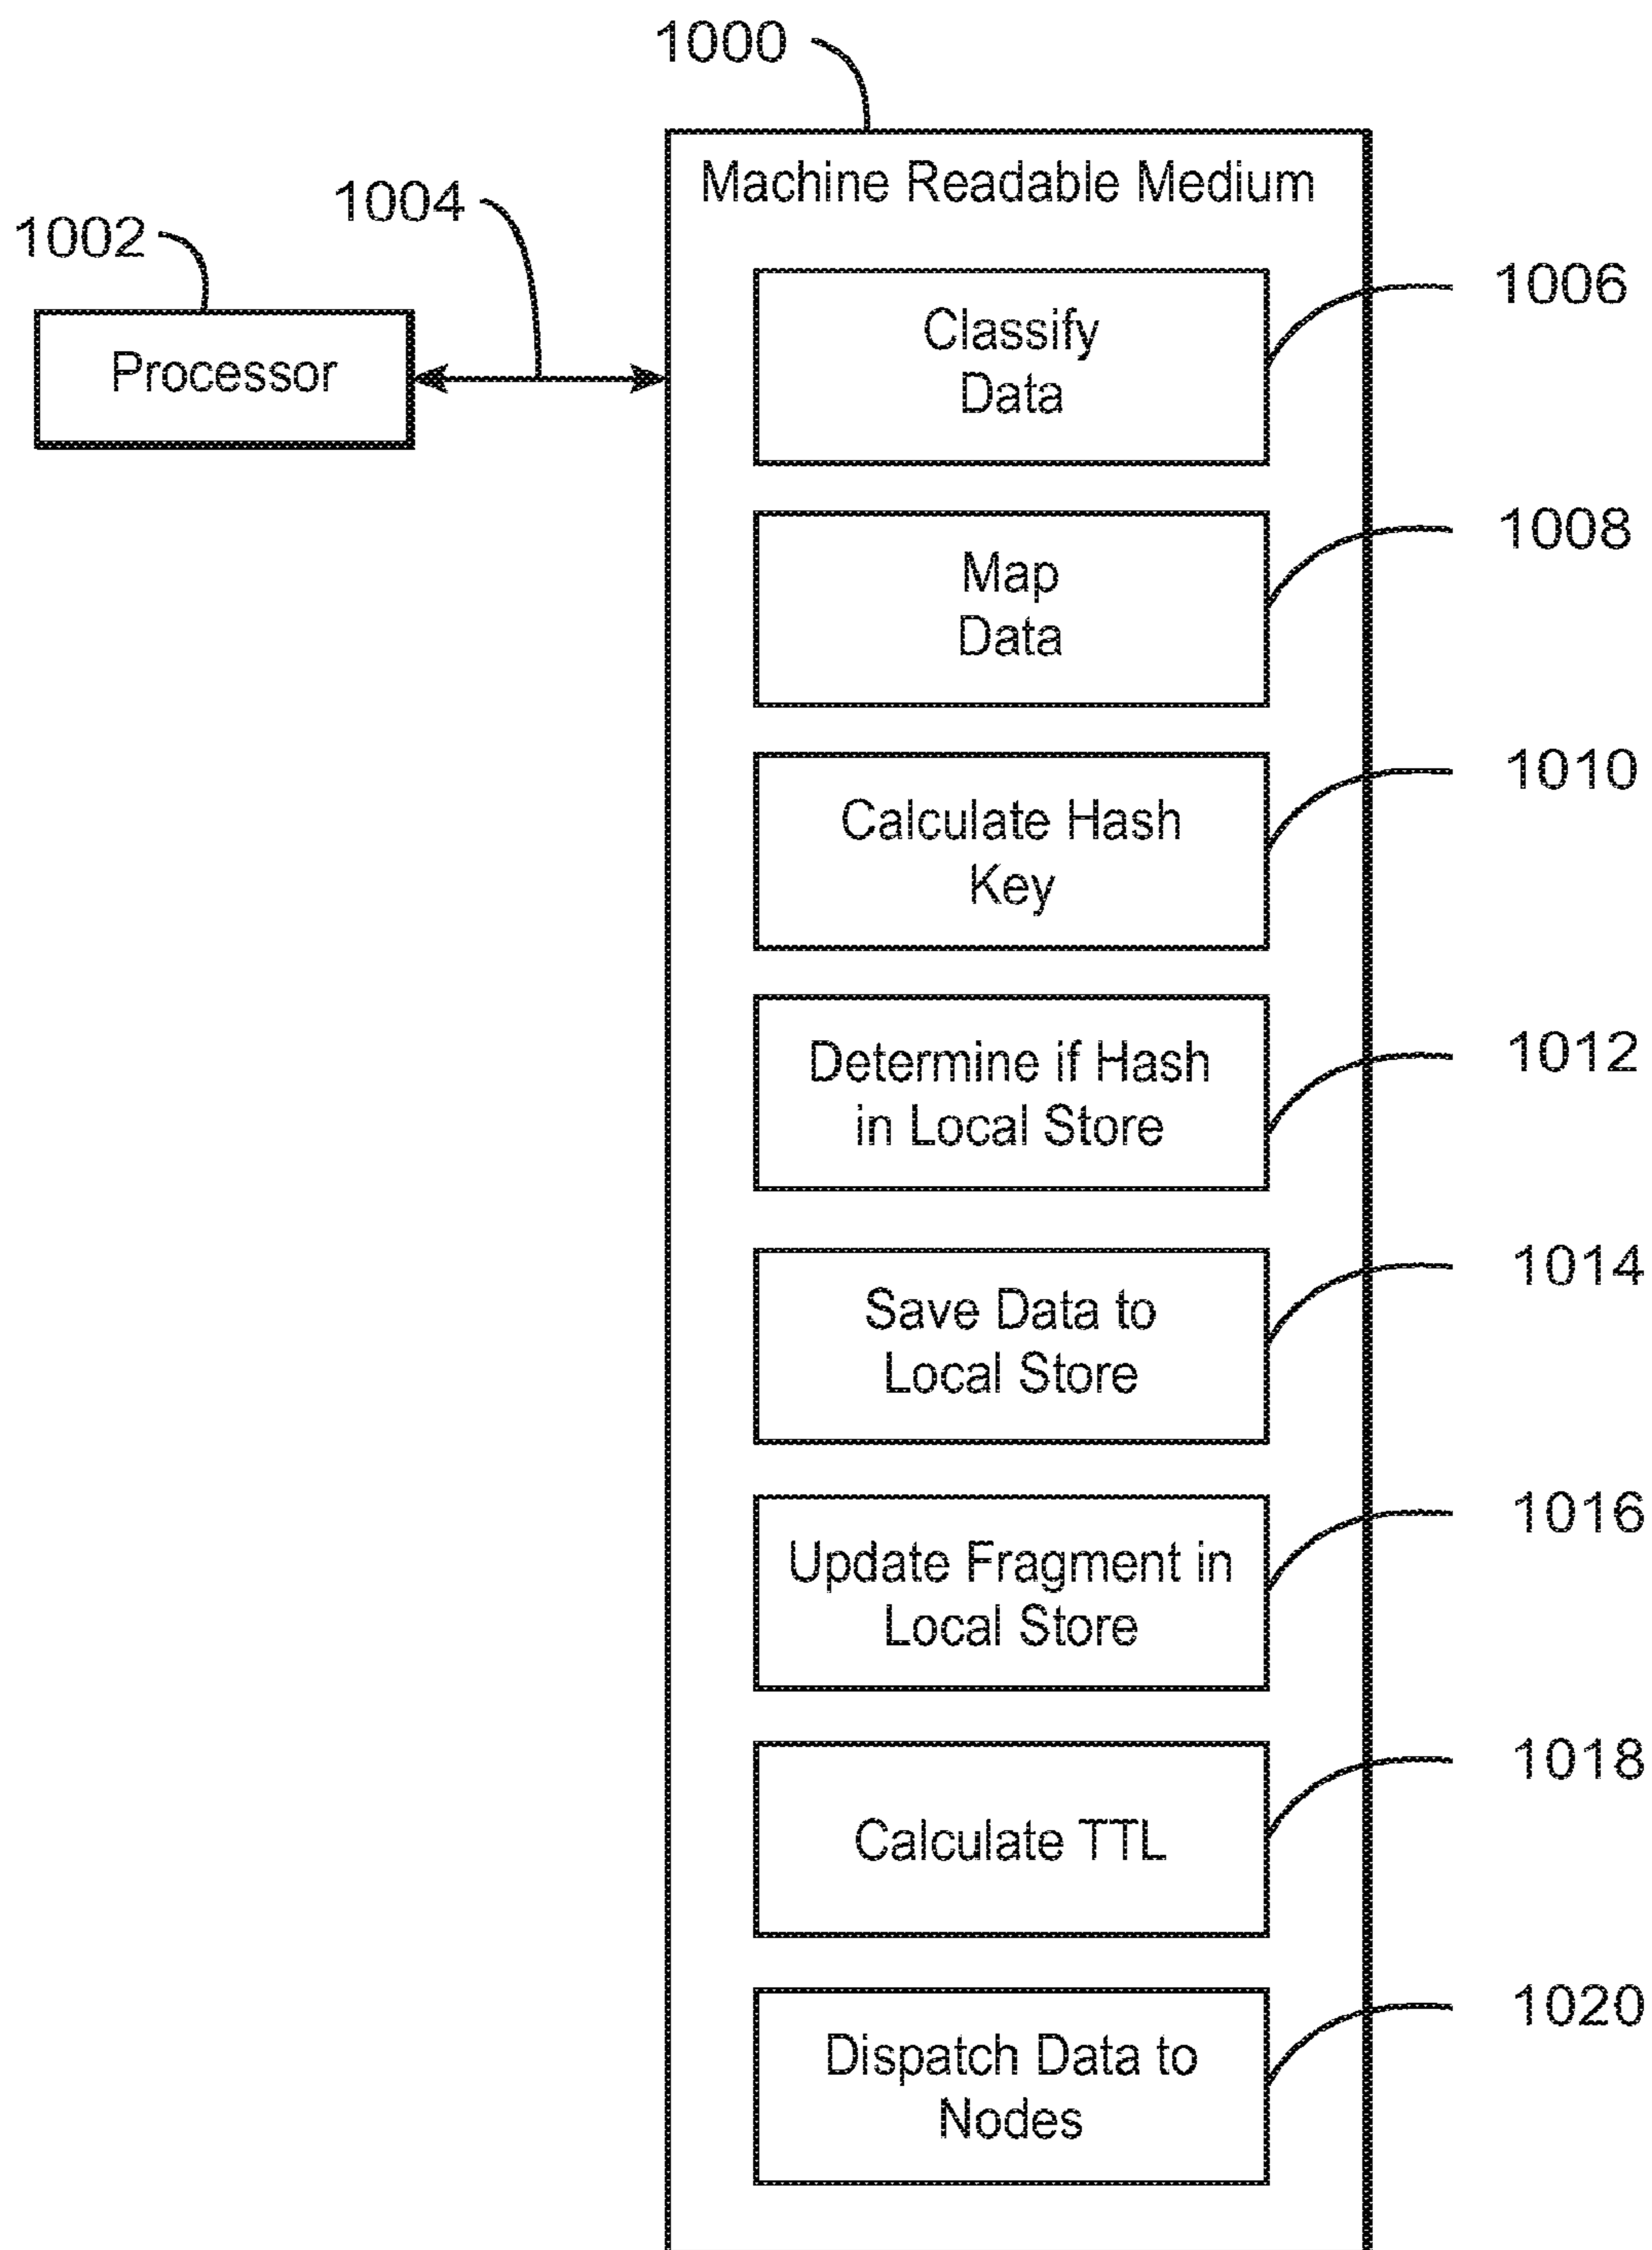 1000
Machine Readable Medium
1004
1002
Processor
Classify
Data
1006
Map
Data
1008
Calculate Hash
Key
1010
Determine if Hash
in Local Store
1012
Save Data to
Local Store
1014
Update Fragment in
Local Store
1016
Calculate TTL
1018
Dispatch Data to
Nodes
1020